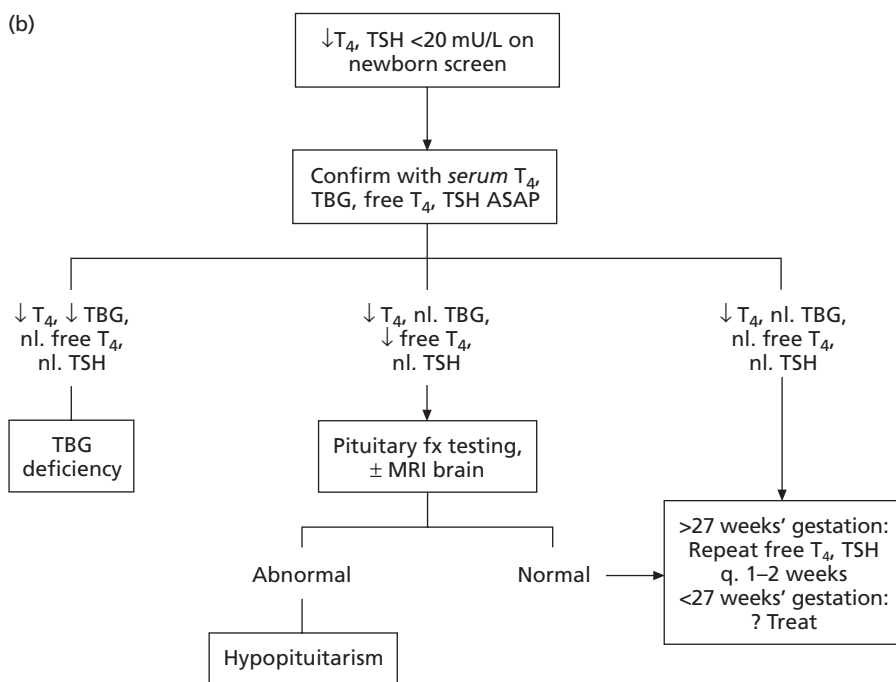 (b)
↓T₄, TSH <20 mU/L on
newborn screen
Confirm with serum T₄,
TBG, free T₄, TSH ASAP
↓ T₄, ↓ TBG,
nl. free T₄,
nl. TSH
↓ T₄, nl. TBG,
↓ free T₄,
nl. TSH
↓ T₄, nl. TBG,
nl. free T₄,
nl. TSH
TBG
deficiency
Pituitary fx testing,
± MRI brain
Abnormal
Normal
>27 weeks’ gestation:
Repeat free T₄, TSH
q. 1–2 weeks
<27 weeks’ gestation:
? Treat
Hypopituitarism